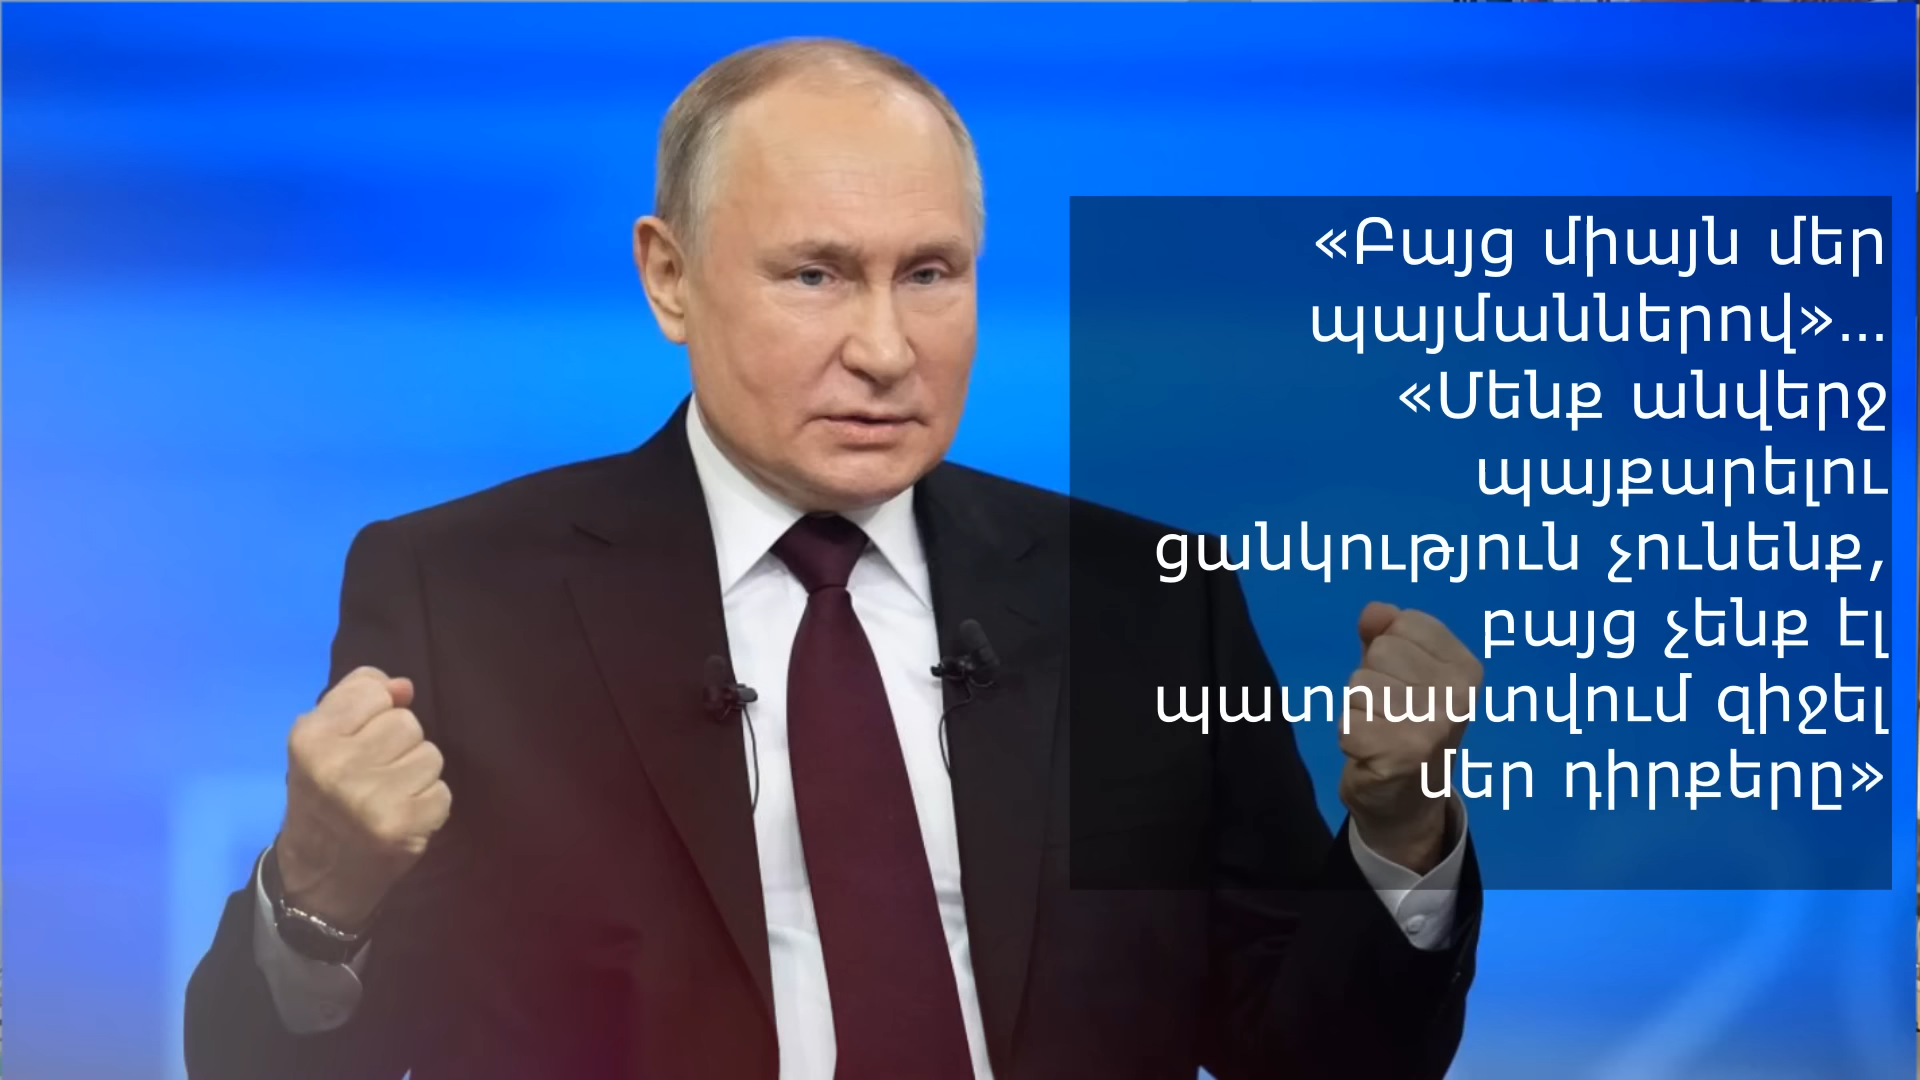 «Բայց միայն մեր
պայմաններով»...
«Մենք անվերջ
պայքարելու
ցանկություն չունենք,
բայց չենք էլ
պատրաստվում զիջել
մեր դիրքերը»